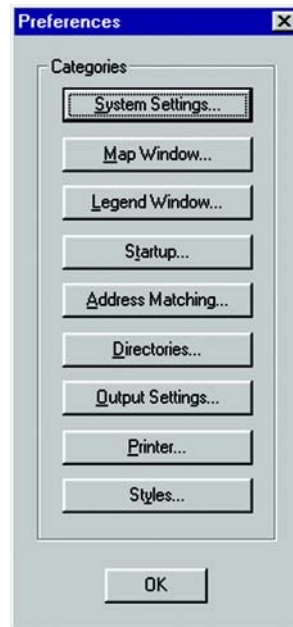 Preferences
Categories
System Settings...
Map Window...
Legend Window...
Startup...
Address Matching...
Directories...
Output Settings...
Printer...
Styles...
OK